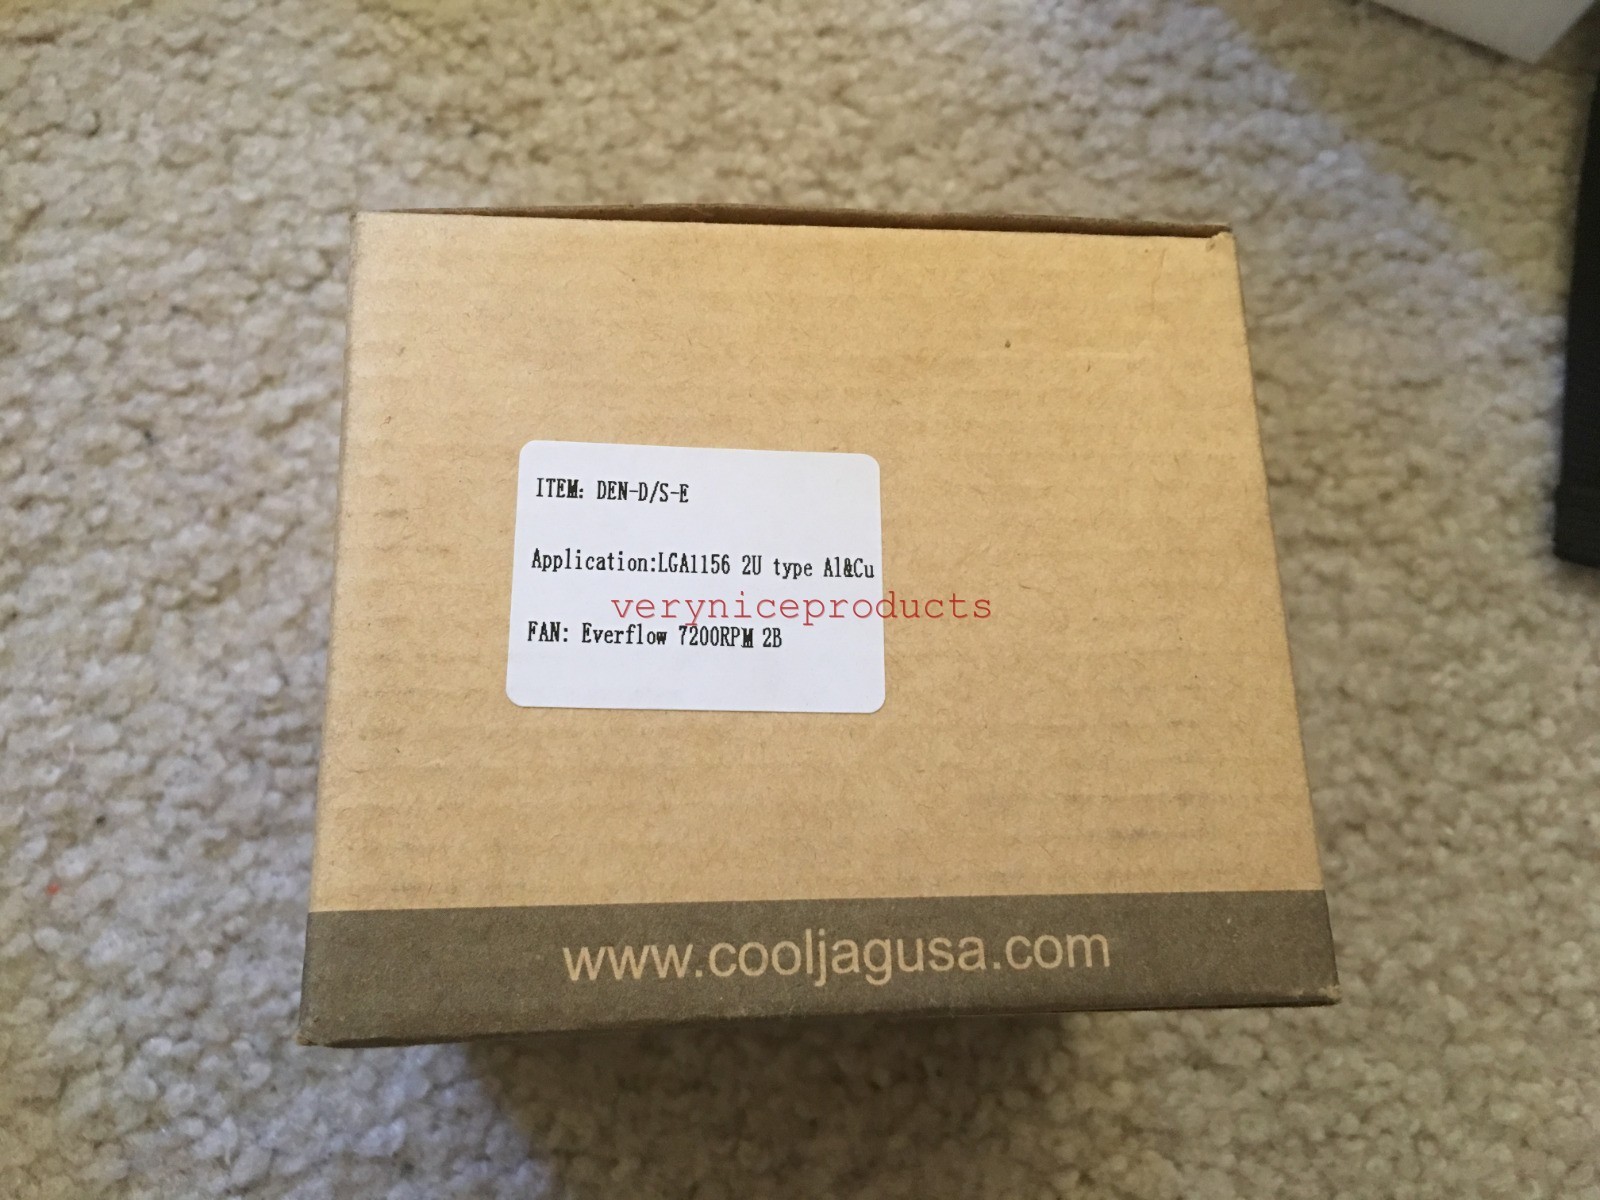 ITEM: DEN-D/S-E
Application:LGA1156 2U type Al&Cu
veryniceproducts
FAN: Everflow 7200RPM 2B
www.cooljagusa.com